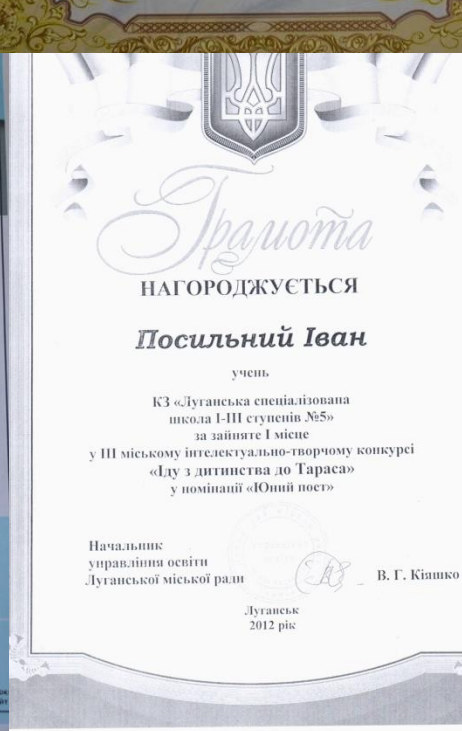 Грамота
НАГОРОДЖУЄТЬСЯ
Посильний Іван
учень
КЗ «Луганська спеціалізована
школа І-ІІІ ступенів №5»
за зайняте І місце
у ІІІ міському інтелектуально-творчому конкурсі
«Іду з дитинства до Тараса»
у номінації «Юний поет»
Начальник
управління освіти
Луганської міської ради
В. Г. Кіяшко
Луганськ
2012 рік